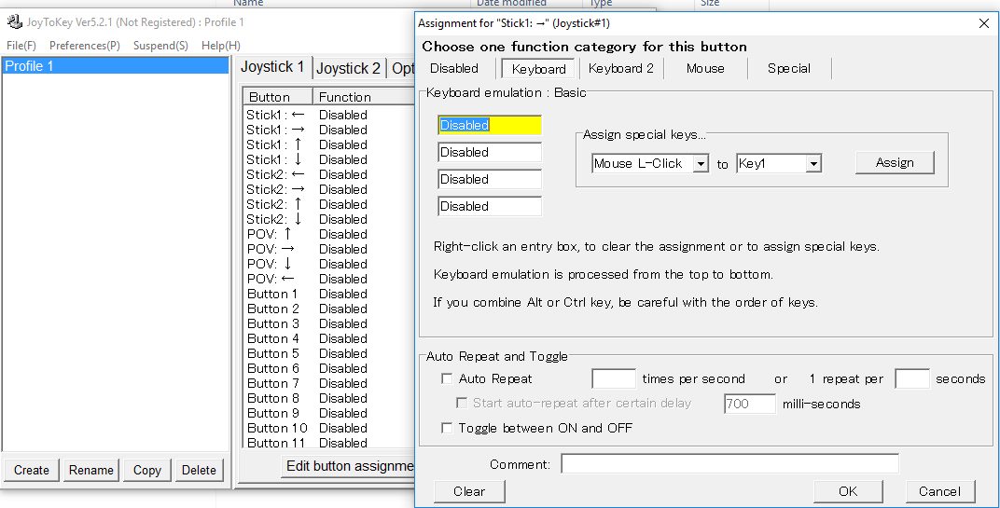 Name Date modified Type Size
JoyToKey Ver5.2.1 (Not Registered) : Profile 1
File(F) Preferences(P) Suspend(S) Help(H)
Profile 1
Joystick 1 Joystick 2 Opt
Button Function
Stick1: ← Disabled
Stick1: → Disabled
Stick1: ↑ Disabled
Stick1: ↓ Disabled
Stick2: ← Disabled
Stick2: → Disabled
Stick2: ↑ Disabled
Stick2: ↓ Disabled
POV: ↑ Disabled
POV: → Disabled
POV: ↓ Disabled
POV: ← Disabled
Button 1 Disabled
Button 2 Disabled
Button 3 Disabled
Button 4 Disabled
Button 5 Disabled
Button 6 Disabled
Button 7 Disabled
Button 8 Disabled
Button 9 Disabled
Button 10 Disabled
Button 11 Disabled
Create Rename Copy Delete
Edit button assignme
Assignment for "Stick1: →" (Joystick#1)
Choose one function category for this button
Disabled Keyboard Keyboard 2 Mouse Special
Keyboard emulation : Basic
Disabled
Disabled
Disabled
Disabled
Assign special keys...
Mouse L-Click to Key1 Assign
Right-click an entry box, to clear the assignment or to assign special keys.
Keyboard emulation is processed from the top to bottom.
If you combine Alt or Ctrl key, be careful with the order of keys.
Auto Repeat and Toggle
Auto Repeat times per second or 1 repeat per seconds
Start auto-repeat after certain delay 700 milli-seconds
Toggle between ON and OFF
Comment:
Clear OK Cancel